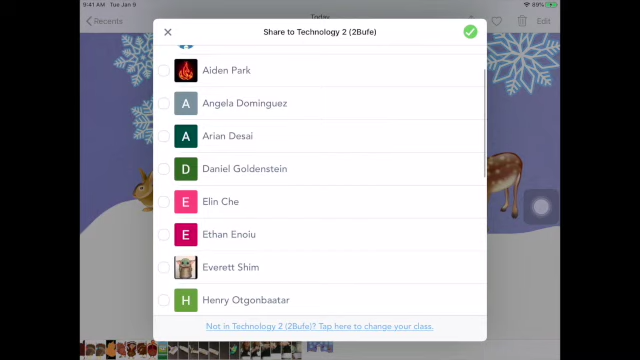 9:41 AM Tue Jan 9
89%
Today
Recents
Edit
Share to Technology 2 (2Bufe)
Aiden Park
A Angela Dominguez
A Arian Desai
D Daniel Goldenstein
E Elin Che
E Ethan Enoiu
Everett Shim
H Henry Otgonbaatar
Not in Technology 2 (2Bufe)? Tap here to change your class.